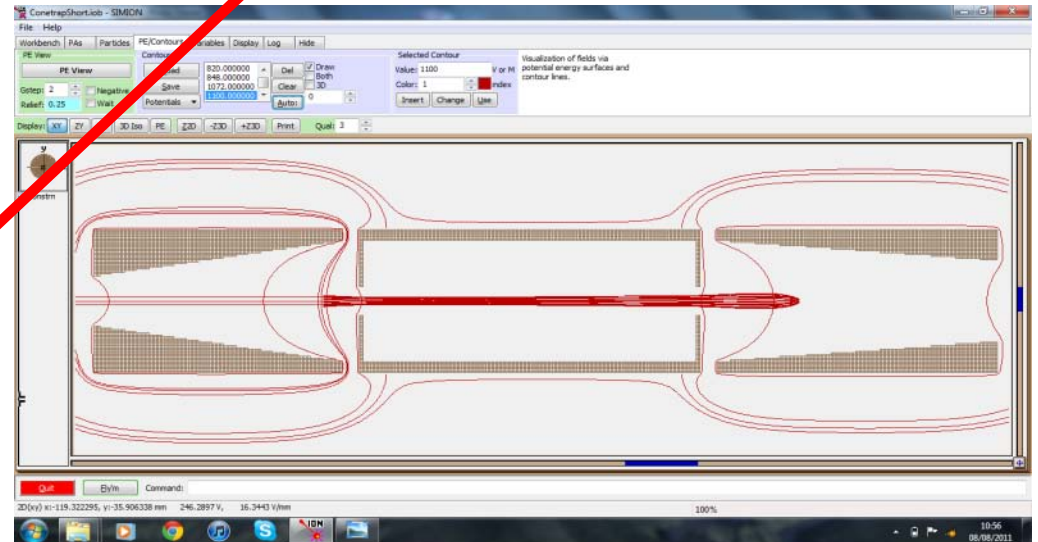 ConetrapShort.iob - SIMION
File Help
Workbench PAs Particles PE/Contours Variables Display Log Hide
PE View
PE View
Gstep: 2 Negative
Relief: 0.25 Wait
Save
Potentials
820.000000
848.000000
1072.000000
1100.000000
Del
Clear
Auto:
Draw
Both
3D
0
Selected Contour
Value: 1100 V or M
Color: 1 Index
Insert Change Use
Visualization of fields via
potential energy surfaces and
contour lines.
Display: XY ZY 3D Iso PE Z2D -Z3D +Z3D Print Qual: 3
y
Quit Fly'm Command:
2D(xy) x:-119.322295, y:-35.906338 mm 246.2897 V, 16.3443 V/mm 100%
10:56
08/08/2011